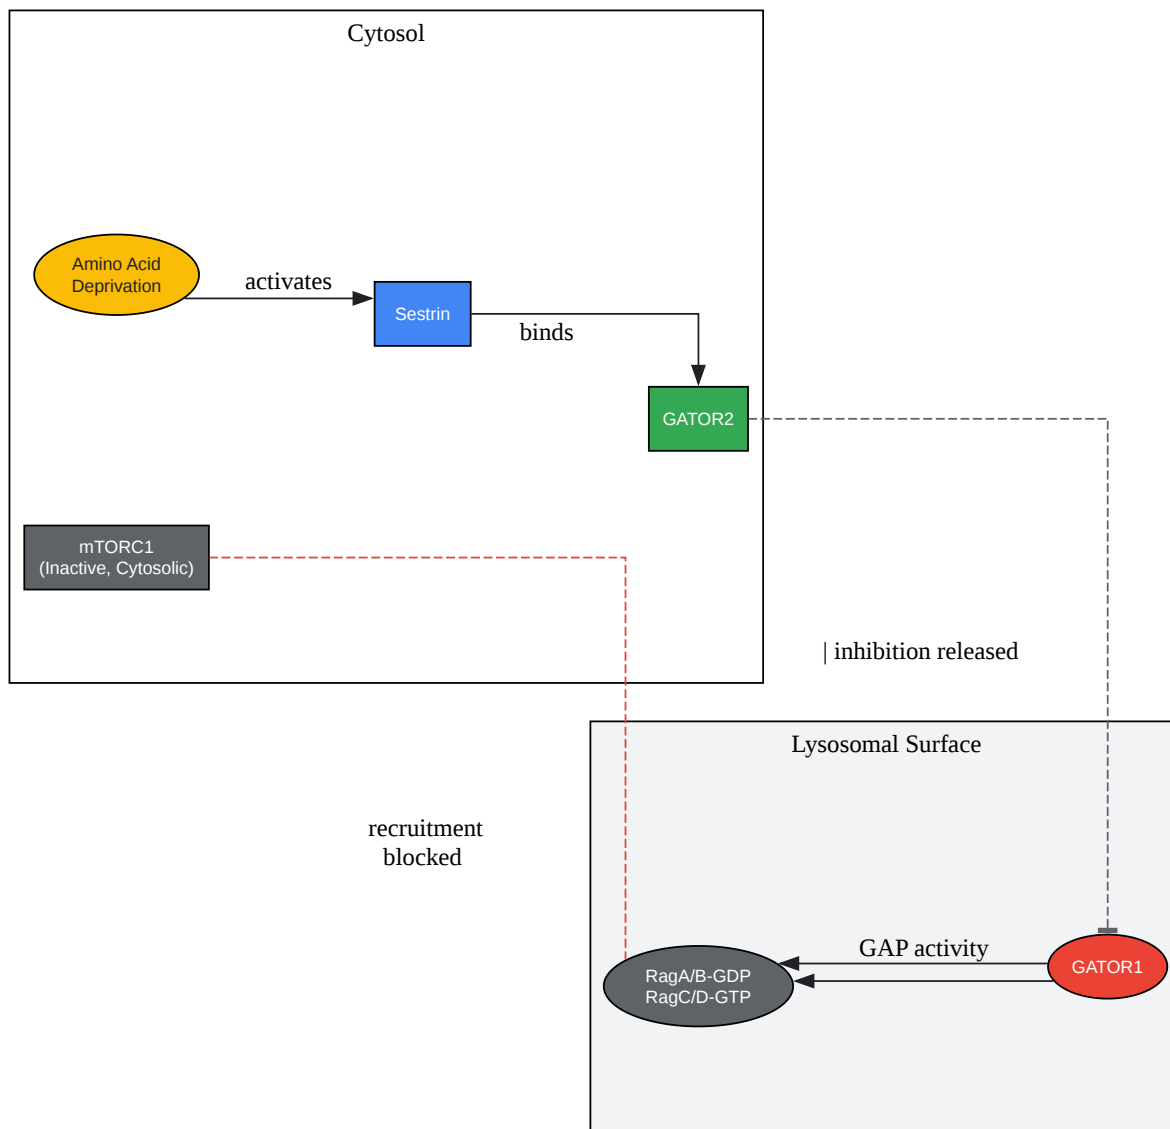 Cytosol
Amino Acid
Deprivation
activates
Sestrin
binds
GATOR2
mTORC1
(Inactive, Cytosolic)
| inhibition released
Lysosomal Surface
recruitment
blocked
GAP activity
RagA/B-GDP
RagC/D-GTP
GATOR1